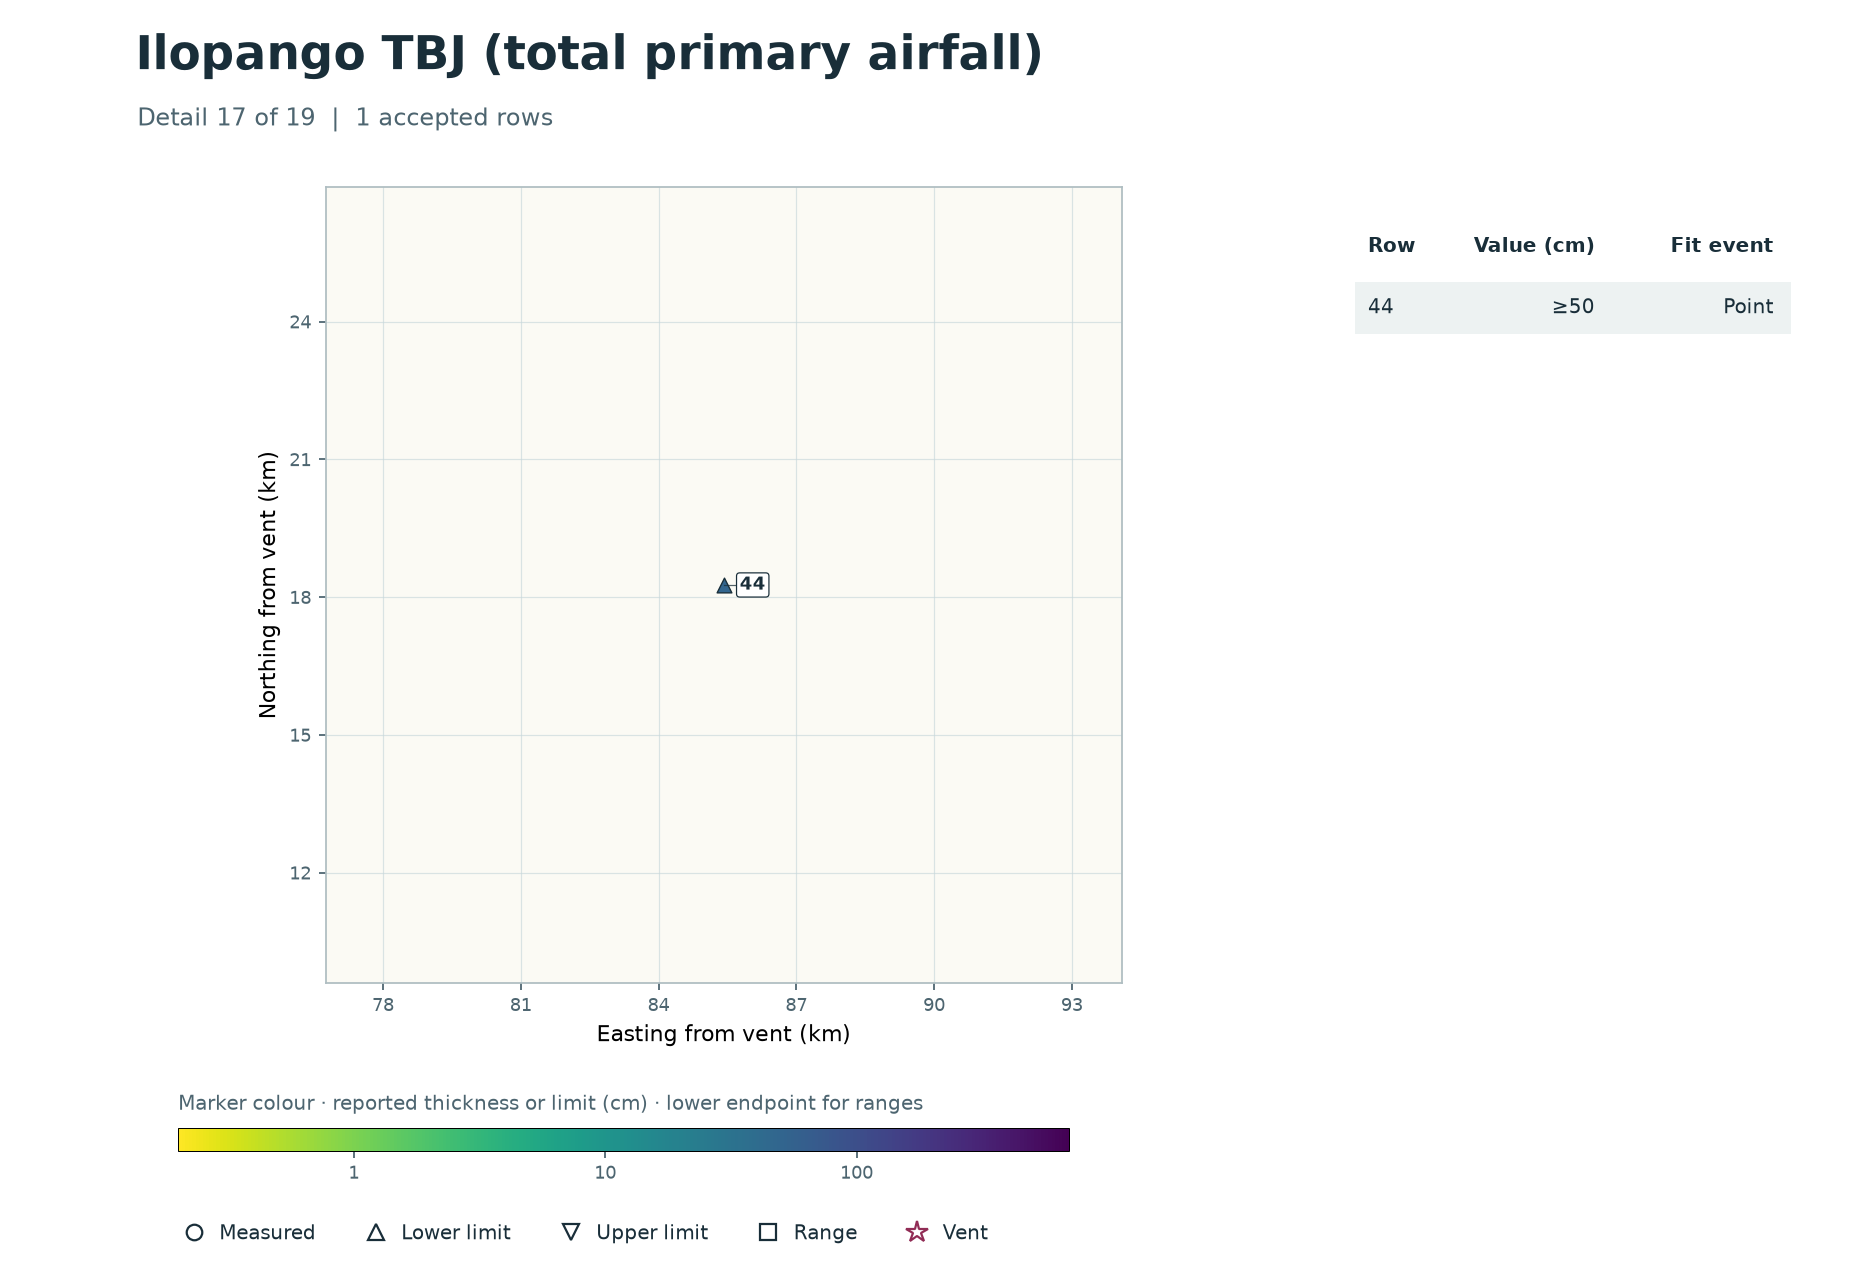 Ilopango TBJ (total primary airfall)
Detail 17 of 19 | 1 accepted rows
Row Value (cm) Fit event
44 ≥50 Point
24
21
18
15
12
Northing from vent (km)
44
78 81 84 87 90 93
Easting from vent (km)
Marker colour · reported thickness or limit (cm) · lower endpoint for ranges
1 10 100
Measured Lower limit Upper limit Range Vent